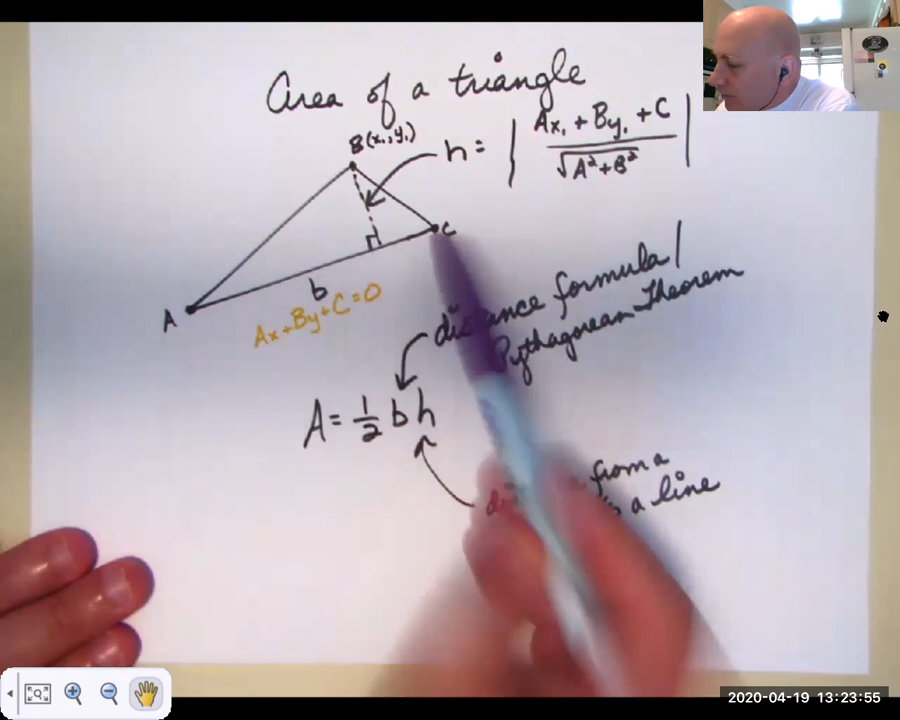 Area of a triangle
B(x₁, y₁)
h = | Ax₁ + By₁ + C / √A² + B² |
C
b
A
Ax + By + C = 0
distance formula /
Pythagorean Theorem
A = 1/2 b h
from a
a line
2020-04-19 13:23:55